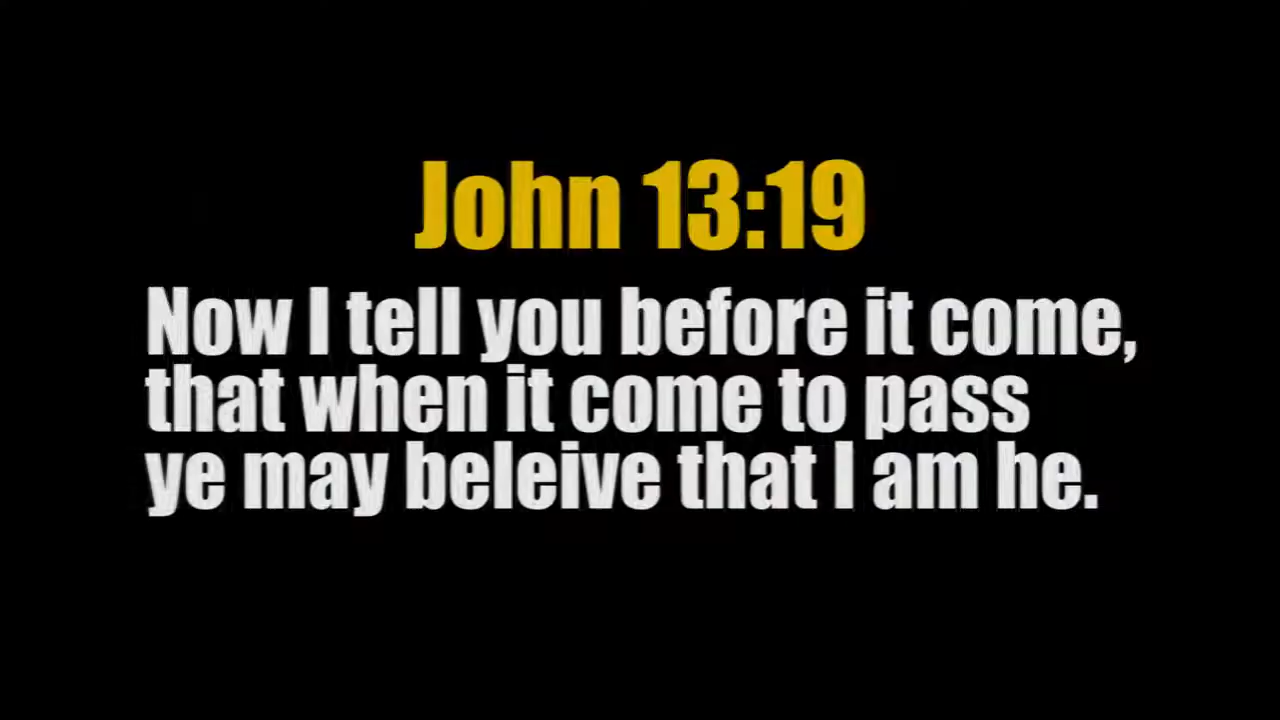 John 13:19
Now I tell you before it come,
that when it come to pass
ye may beleive that I am he.